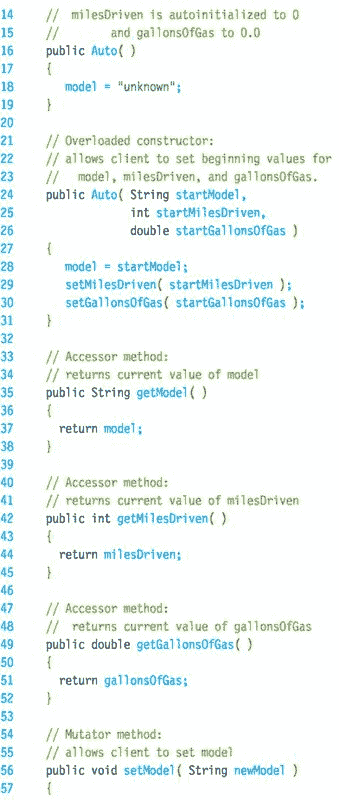 14 // milesDriven is autoinitialized to 0
15 // and gallonsOfGas to 0.0
16 public Auto( )
17 {
18 model = "unknown";
19 }
20
21 // Overloaded constructor:
22 // allows client to set beginning values for
23 // model, milesDriven, and gallonsOfGas.
24 public Auto( String startModel,
25 int startMilesDriven,
26 double startGallonsOfGas )
27 {
28 model = startModel;
29 setMilesDriven( startMilesDriven );
30 setGallonsOfGas( startGallonsOfGas );
31 }
32
33 // Accessor method:
34 // returns current value of model
35 public String getModel( )
36 {
37 return model;
38 }
39
40 // Accessor method:
41 // returns current value of milesDriven
42 public int getMilesDriven( )
43 {
44 return milesDriven;
45 }
46
47 // Accessor method:
48 // returns current value of gallonsOfGas
49 public double getGallonsOfGas( )
50 {
51 return gallonsOfGas;
52 }
53
54 // Mutator method:
55 // allows client to set model
56 public void setModel( String newModel )
57 {